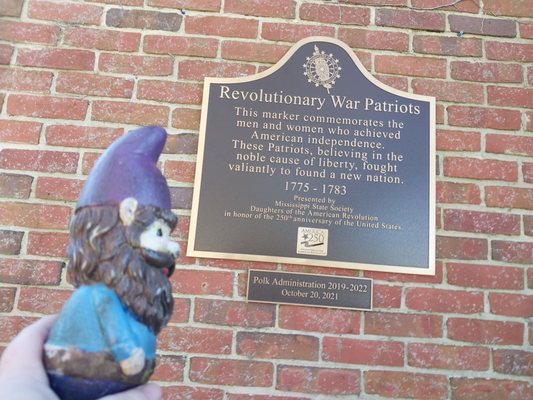 Revolutionary War Patriots
This marker commemorates the
men and women who achieved
American independence.
These Patriots, believing in the
noble cause of liberty, fought
valiantly to found a new nation.
1775 - 1783
Presented by
Mississippi State Society
Daughters of the American Revolution
in honor of the 250th anniversary of the United States.
AMERICA
250
Polk Administration 2019-2022
October 20, 2021